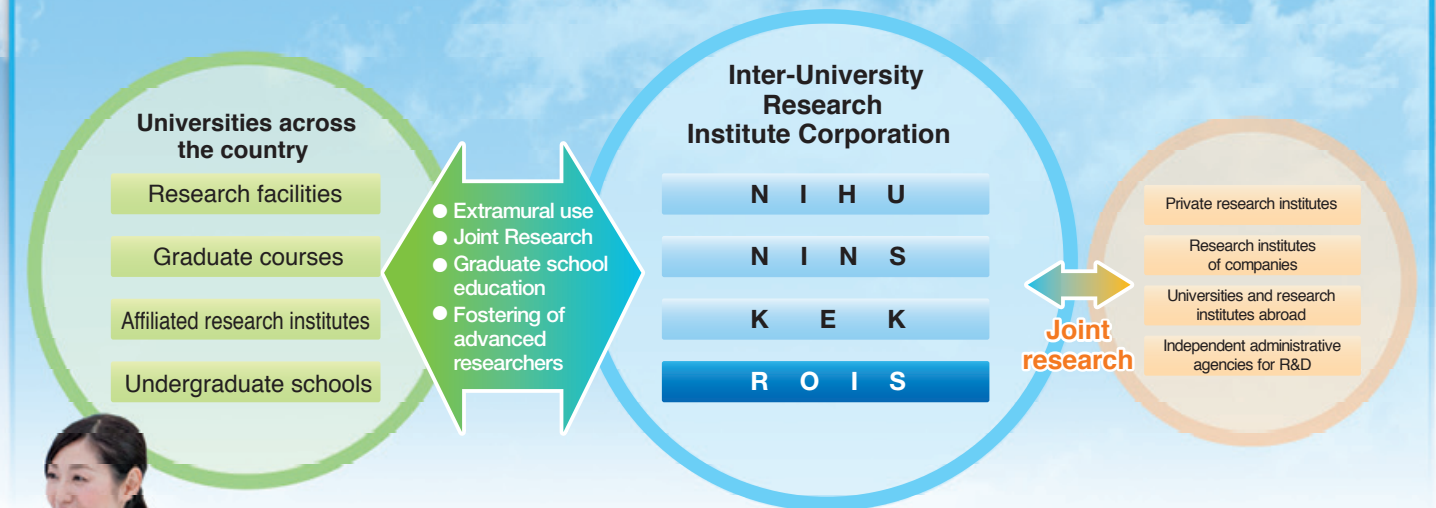 Universities across
the country
Research facilities
Graduate courses
Affiliated research institutes
Undergraduate schools
● Extramural use
● Joint Research
● Graduate school
education
● Fostering of
advanced
researchers
Inter-University
Research
Institute Corporation
N I H U
N I N S
K E K
R O I S
Joint
research
Private research institutes
Research institutes
of companies
Universities and research
institutes abroad
Independent administrative
agencies for R&D